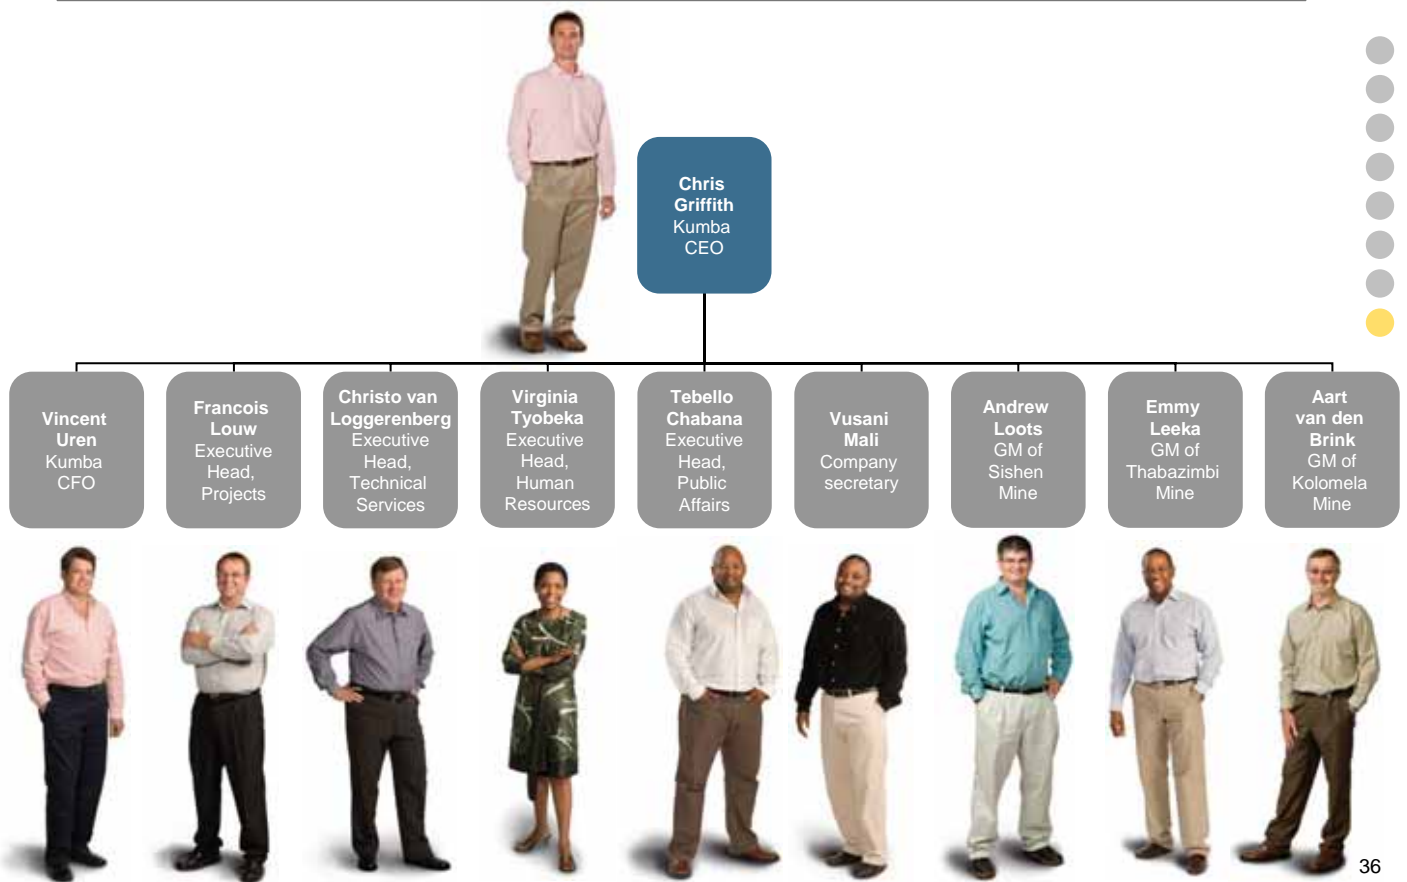 Chris
Griffith
Kumba
CEO
Vincent
Uren
Kumba
CFO
Francois
Louw
Executive
Head,
Projects
Christo van
Loggerenberg
Executive
Head,
Technical
Services
Virginia
Tyobeka
Executive
Head,
Human
Resources
Tebello
Chabana
Executive
Head,
Public
Affairs
Vusani
Mali
Company
secretary
Andrew
Loots
GM of
Sishen
Mine
Emmy
Leeka
GM of
Thabazimbi
Mine
Aart
van den
Brink
GM of
Kolomela
Mine
36